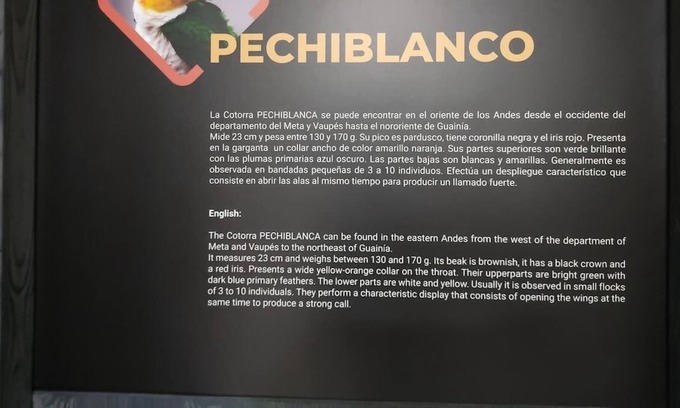 PECHIBLANCO
La Cotorra PECHIBLANCA se puede encontrar en el oriente de los Andes desde el occidente del
departamento del Meta y Vaupés hasta el nororiente de Guainía.
Mide 23 cm y pesa entre 130 y 170 g. Su pico es pardusco, tiene coronilla negra y el iris rojo. Presenta
en la garganta un collar ancho de color amarillo naranja. Sus partes superiores son verde brillante
con las plumas primarias azul oscuro. Las partes bajas son blancas y amarillas. Generalmente es
observada en bandadas pequeñas de 3 a 10 individuos. Efectúa un despliegue característico que
consiste en abrir las alas al mismo tiempo para producir un llamado fuerte.
English:
The Cotorra PECHIBLANCA can be found in the eastern Andes from the west of the department of
Meta and Vaupés to the northeast of Guainía.
It measures 23 cm and weighs between 130 and 170 g. Its beak is brownish, it has a black crown and
a red iris. Presents a wide yellow-orange collar on the throat. Their upperparts are bright green with
dark blue primary feathers. The lower parts are white and yellow. Usually it is observed in small flocks
of 3 to 10 individuals. They perform a characteristic display that consists of opening the wings at the
same time to produce a strong call.